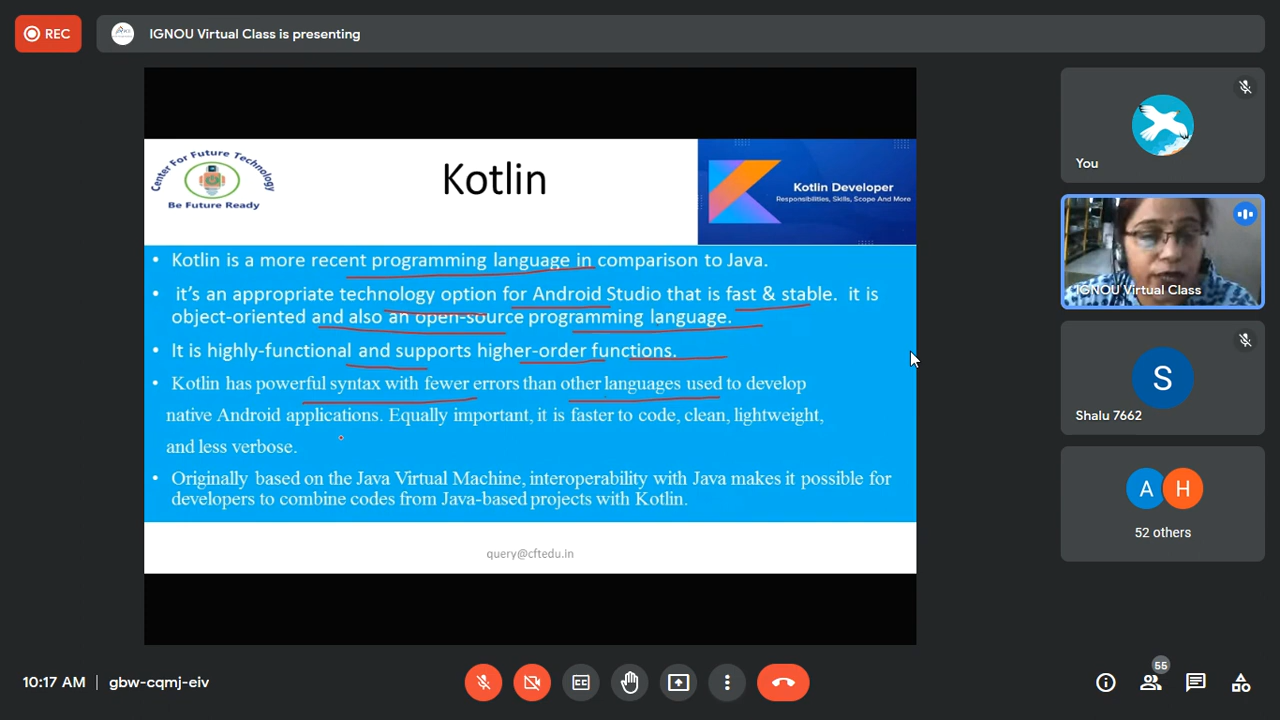 REC
IGNOU Virtual Class is presenting
Center For Future Technology
Be Future Ready
Kotlin
Kotlin Developer
Responsibilities, Skills, Scope And More
• Kotlin is a more recent programming language in comparison to Java.
• it's an appropriate technology option for Android Studio that is fast & stable. it is
object-oriented and also an open-source programming language.
• It is highly-functional and supports higher-order functions.
• Kotlin has powerful syntax with fewer errors than other languages used to develop
native Android applications. Equally important, it is faster to code, clean, lightweight,
and less verbose.
• Originally based on the Java Virtual Machine, interoperability with Java makes it possible for
developers to combine codes from Java-based projects with Kotlin.
query@cftedu.in
You
IGNOU Virtual Class
S
Shalu 7662
A H
52 others
10:17 AM | gbw-cqmj-eiv
CC
55